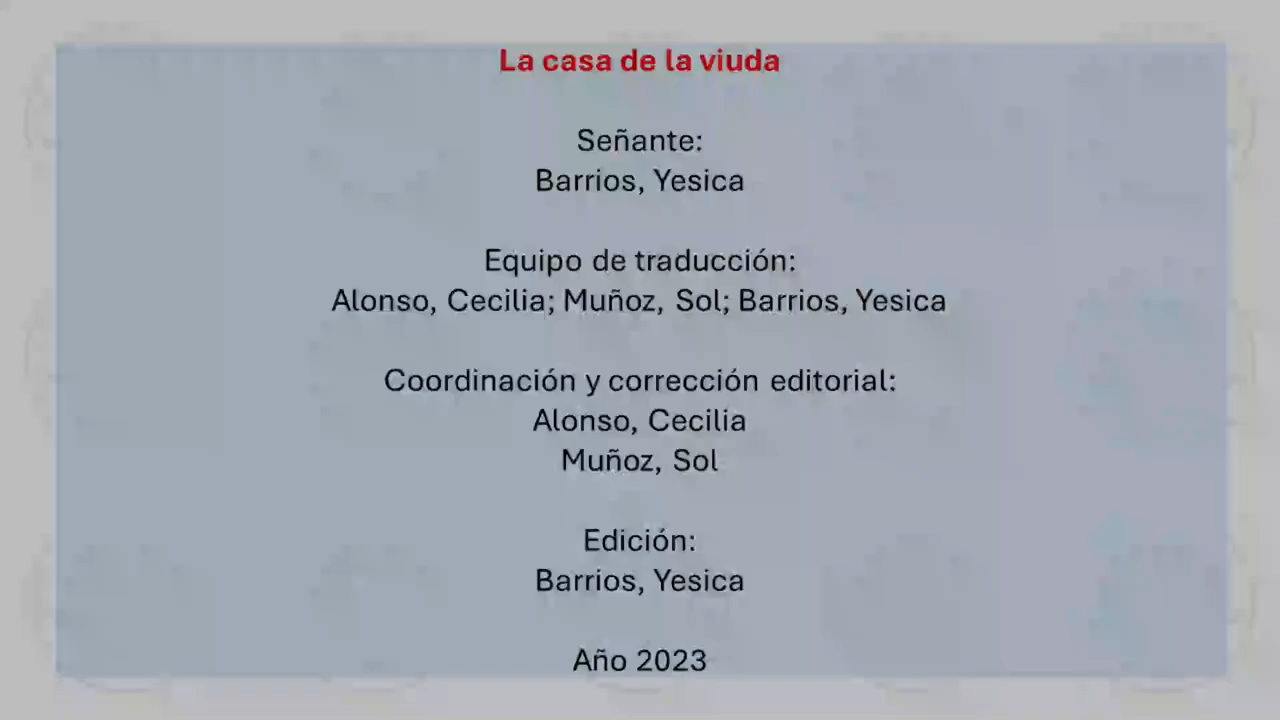 La casa de la viuda
Señante:
Barrios, Yesica
Equipo de traducción:
Alonso, Cecilia; Muñoz, Sol; Barrios, Yesica
Coordinación y corrección editorial:
Alonso, Cecilia
Muñoz, Sol
Edición:
Barrios, Yesica
Año 2023